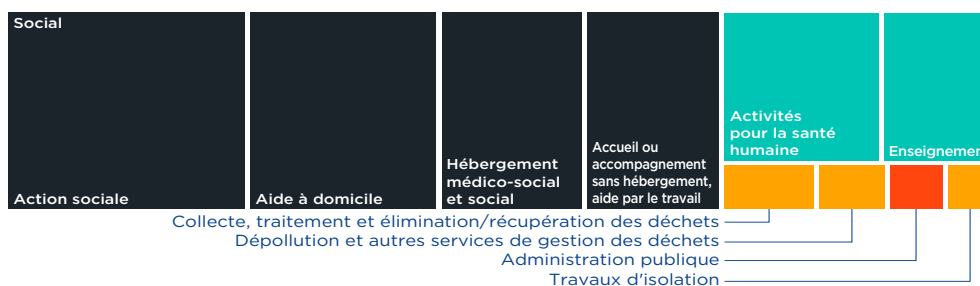 Social
Action sociale
Aide à domicile
Hébergement
médico-social
et social
Accueil ou
accompagnement
sans hébergement,
aide par le travail
Activités
pour la santé
humaine
Enseignemen
Collecte, traitement et élimination/récupération des déchets
Dépollution et autres services de gestion des déchets
Administration publique
Travaux d'isolation